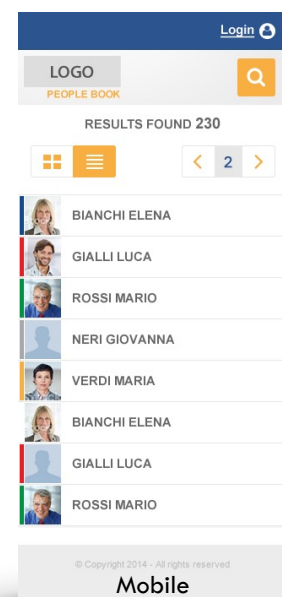 Login
LOGO
PEOPLE BOOK
RESULTS FOUND 230
2
BIANCHI ELENA
GIALLI LUCA
ROSSI MARIO
NERI GIOVANNA
VERDI MARIA
BIANCHI ELENA
GIALLI LUCA
ROSSI MARIO
© Copyright 2014 - All rights reserved
Mobile